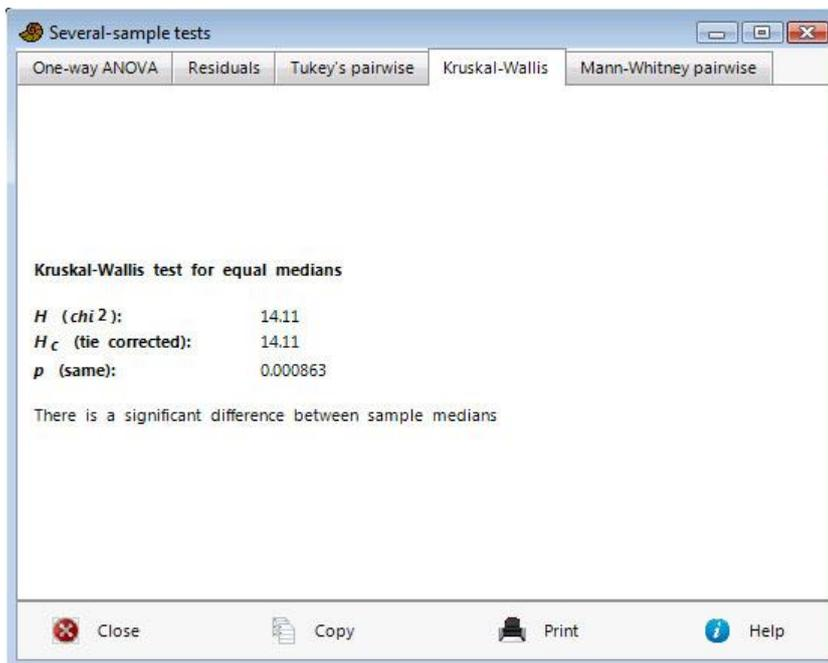 Several-sample tests
One-way ANOVA Residuals Tukey's pairwise Kruskal-Wallis Mann-Whitney pairwise
Kruskal-Wallis test for equal medians
H (chi2): 14.11
Hc (tie corrected): 14.11
p (same): 0.000863
There is a significant difference between sample medians
Close Copy Print Help